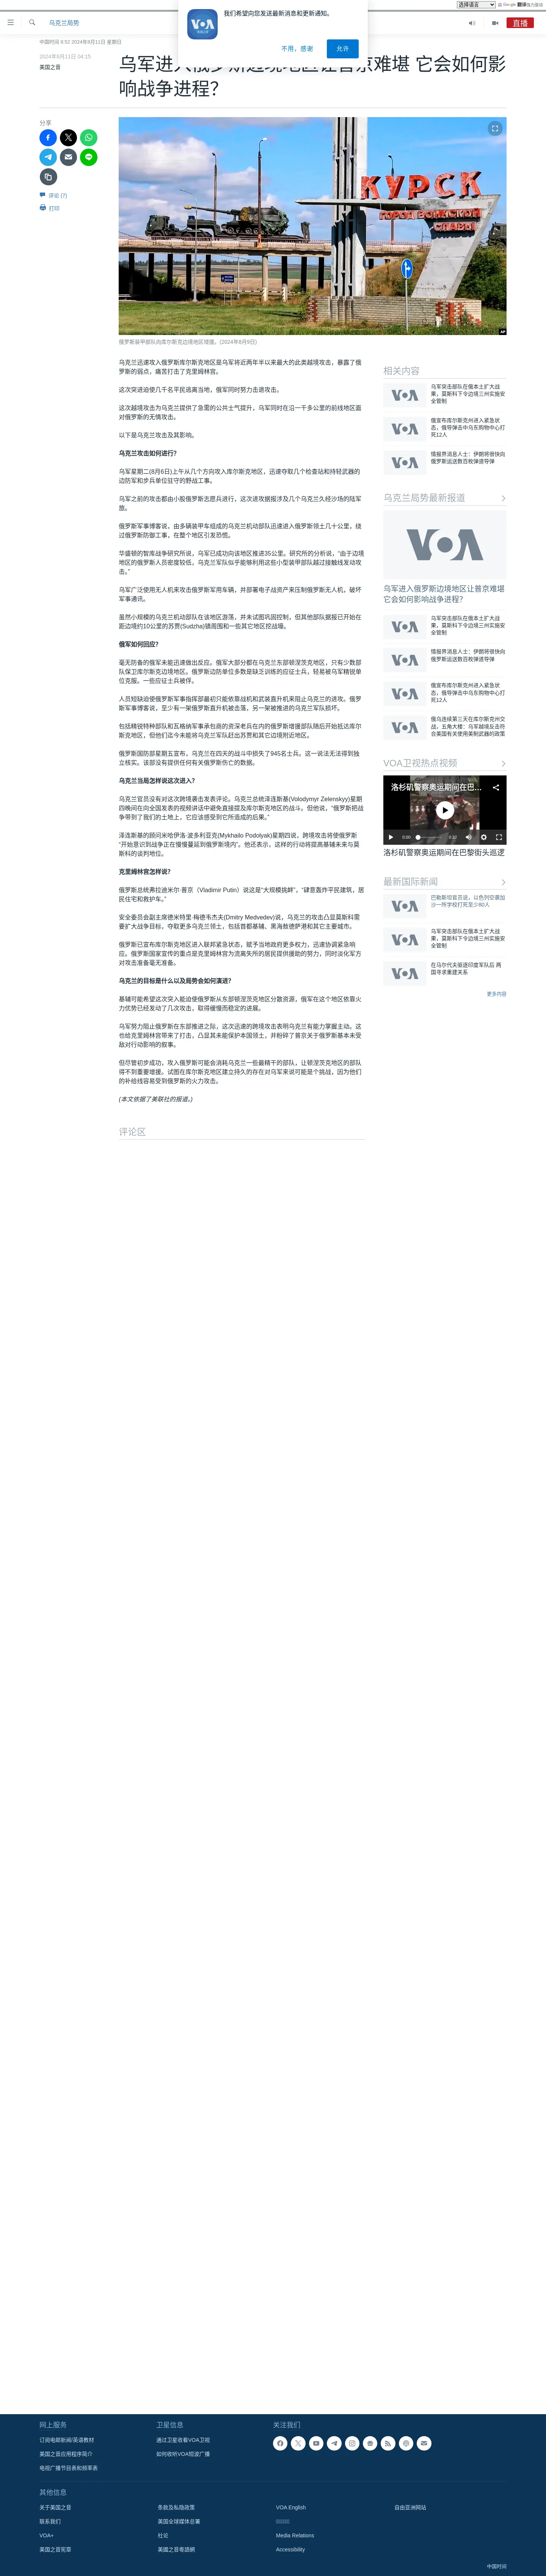 选择语言
由 Google 翻译强力驱动
乌克兰局势
直播
我们希望向您发送最新消息和更新通知。
不用，感谢
允许
中国时间 6:52 2024年8月11日 星期日
2024年8月11日 04:15
美国之音
乌军进入俄罗斯边境地区让普京难堪 它会如何影响战争进程?
分享
评论 (7)
打印
КУРСК
AP
俄罗斯装甲部队向库尔斯克边境地区增援。(2024年8月9日)
乌克兰迅速攻入俄罗斯库尔斯克地区是乌军将近两年半以来最大的此类越境攻击，暴露了俄罗斯的弱点，痛苦打击了克里姆林宫。
这次突进迫使几千名平民逃离当地，俄军同时努力击退攻击。
这次越境攻击为乌克兰提供了急需的公共士气提升，乌军同时在沿一千多公里的前线地区面对俄罗斯的无情攻击。
以下是乌克兰攻击及其影响。
乌克兰攻击如何进行?
乌军星期二(8月6日)上午从几个方向攻入库尔斯克地区，迅速夺取几个检查站和持轻武器的边防军和步兵单位驻守的野战工事。
乌军之前的攻击都由小股俄罗斯志愿兵进行，这次进攻据报涉及几个乌克兰久经沙场的陆军旅。
俄罗斯军事博客说，由多辆装甲车组成的乌克兰机动部队迅速进入俄罗斯领土几十公里，绕过俄罗斯防御工事，在整个地区引发恐慌。
华盛顿的智库战争研究所说，乌军已成功向该地区推进35公里。研究所的分析说，“由于边境地区的俄罗斯人员密度较低，乌克兰军队似乎能够利用这些小型装甲部队越过接触线发动攻击。”
乌军广泛使用无人机来攻击俄罗斯军用车辆，并部署电子战资产来压制俄罗斯无人机，破坏军事通讯。
虽然小规模的乌克兰机动部队在该地区游荡，并未试图巩固控制，但其他部队据报已开始在距边境约10公里的苏贾(Sudzha)镇周围和一些其它地区挖战壕。
俄军如何回应?
毫无防备的俄军未能迅速做出反应。俄军大部分都在乌克兰东部顿涅茨克地区，只有少数部队保卫库尔斯克边境地区。俄罗斯边防单位多数是缺乏训练的应征士兵，轻易被乌克兰精锐单位克服。一些应征士兵被俘。
人员短缺迫使俄罗斯军事指挥部最初只能依靠战机和武装直升机来阻止乌克兰的进攻。俄罗斯军事博客说，至少有一架俄罗斯直升机被击落，另一架被推进的乌克兰军队损坏。
包括精锐特种部队和瓦格纳军事承包商的资深老兵在内的俄罗斯增援部队随后开始抵达库尔斯克地区，但他们迄今未能将乌克兰军队赶出苏贾和其它边境附近地区。
俄罗斯国防部星期五宣布，乌克兰在四天的战斗中损失了945名士兵。这一说法无法得到独立核实。该部没有提供任何有关俄罗斯伤亡的数据。
乌克兰当局怎样说这次进入?
乌克兰官员没有对这次跨境袭击发表评论。乌克兰总统泽连斯基(Volodymyr Zelenskyy)星期四晚间在向全国发表的视频讲话中避免直接提及库尔斯克地区的战斗。但他说，“俄罗斯把战争带到了我们的土地上。它应该感受到它所造成的后果。”
泽连斯基的顾问米哈伊洛·波多利亚克(Mykhailo Podolyak)星期四说，跨境攻击将使俄罗斯“开始意识到战争正在慢慢蔓延到俄罗斯境内”。他还表示，这样的行动将提高基辅未来与莫斯科的谈判地位。
克里姆林宫怎样说?
俄罗斯总统弗拉迪米尔·普京（Vladimir Putin）说这是“大规模挑衅”，“肆意轰炸平民建筑，居民住宅和救护车。”
安全委员会副主席德米特里·梅德韦杰夫(Dmitry Medvedev)说，乌克兰的攻击凸显莫斯科需要扩大战争目标，夺取更多乌克兰领土，包括首都基辅、黑海敖德萨港和其它主要城市。
俄罗斯已宣布库尔斯克地区进入联邦紧急状态，赋予当地政府更多权力，迅速协调紧急响应。俄罗斯国家宣传的重点是克里姆林宫为流离失所的居民提供援助的努力，同时淡化军方对攻击准备毫无准备。
乌克兰的目标是什么以及局势会如何演进?
基辅可能希望这次突入能迫使俄罗斯从东部顿涅茨克地区分散资源，俄军在这个地区依靠火力优势已经发动了几次攻击，取得缓慢而稳定的进展。
乌军努力阻止俄罗斯在东部推进之际，这次迅速的跨境攻击表明乌克兰有能力掌握主动。这也给克里姆林宫带来了打击，凸显其未能保护本国领土，并粉碎了普京关于俄罗斯基本未受敌对行动影响的叙事。
但尽管初步成功，攻入俄罗斯可能会消耗乌克兰一些最精干的部队，让顿涅茨克地区的部队得不到重要增援。试图在库尔斯克地区建立持久的存在对乌军来说可能是个挑战，因为他们的补给线容易受到俄罗斯的火力攻击。
(本文依据了美联社的报道。)
评论区
相关内容
乌军突击部队在俄本土扩大战果，莫斯科下令边境三州实施安全管制
俄宣布库尔斯克州进入紧急状态，俄导弹击中乌东购物中心打死12人
情报界消息人士：伊朗将很快向俄罗斯运送数百枚弹道导弹
乌克兰局势最新报道
VOA
乌军进入俄罗斯边境地区让普京难堪 它会如何影响战争进程？
乌军突击部队在俄本土扩大战果，莫斯科下令边境三州实施安全管制
情报界消息人士：伊朗将很快向俄罗斯运送数百枚弹道导弹
俄宣布库尔斯克州进入紧急状态，俄导弹击中乌东购物中心打死12人
俄乌连续第三天在库尔斯克州交战，五角大楼：乌军越境反击符合美国有关使用美制武器的政策
VOA卫视热点视频
洛杉矶警察奥运期间在巴...
0:00
0:22
洛杉矶警察奥运期间在巴黎街头巡逻
最新国际新闻
巴勒斯坦官员说，以色列空袭加沙一所学校打死至少80人
乌军突击部队在俄本土扩大战果，莫斯科下令边境三州实施安全管制
在马尔代夫驱逐印度军队后 两国寻求重建关系
更多内容
网上服务
订阅电邮新闻/英语教材
美国之音应用程序简介
电视广播节目表和频率表
卫星信息
通过卫星收看VOA卫视
如何收听VOA短波广播
关注我们
其他信息
关于美国之音
联系我们
VOA+
美国之音宪章
条款及私隐政策
美国全球媒体总署
社论
美國之音粵語網
VOA English
Media Relations
Accessibility
自由亚洲网站
中国时间